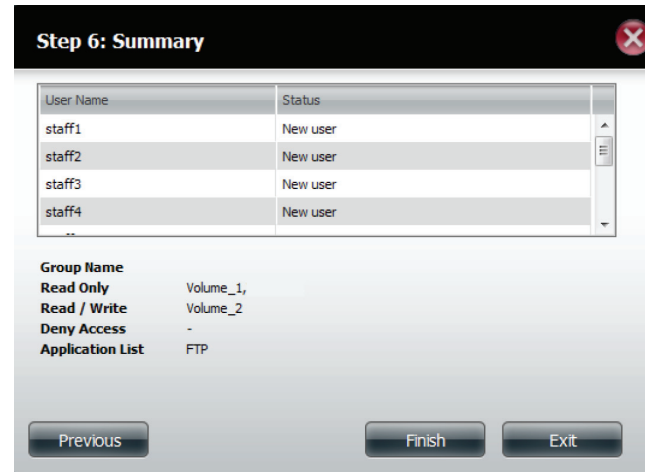 Step 6: Summary
User Name Status
staff1 New user
staff2 New user
staff3 New user
staff4 New user
Group Name
Read Only Volume_1,
Read / Write Volume_2
Deny Access -
Application List FTP
Previous Finish Exit